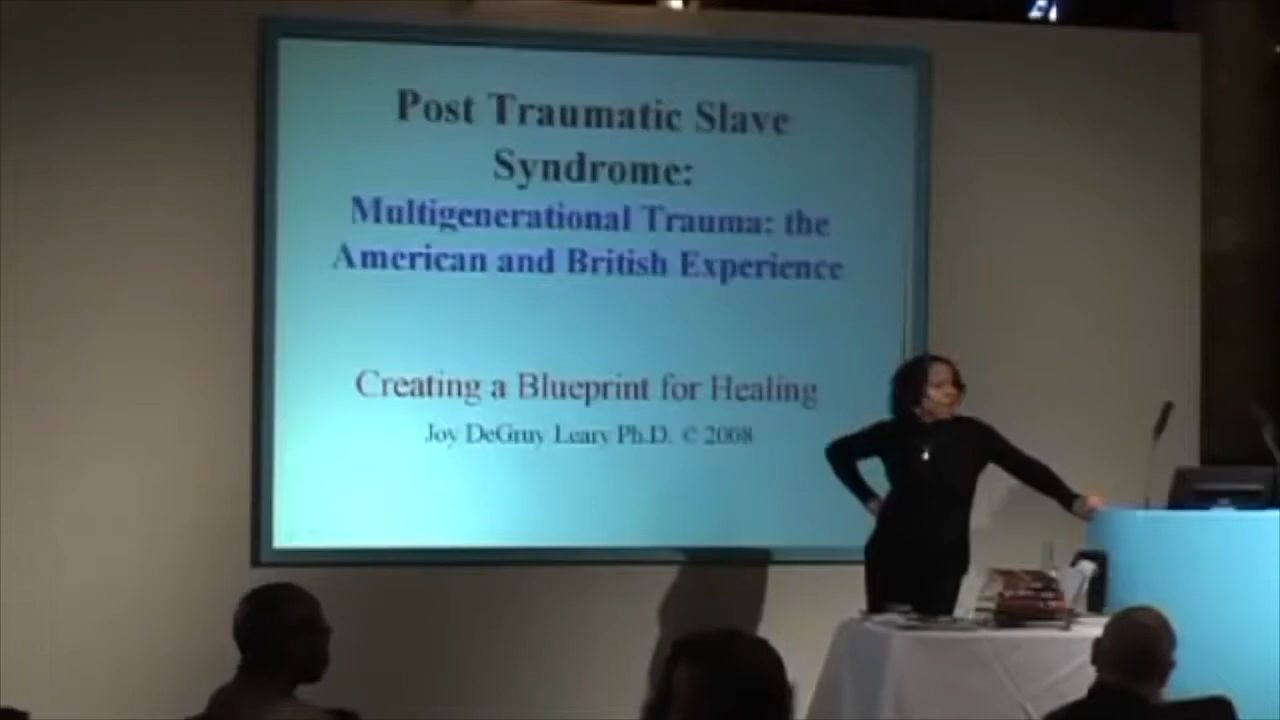 Post Traumatic Slave
Syndrome:
Multigenerational Trauma: the
American and British Experience
Creating a Blueprint for Healing
Joy DeGruy Leary Ph.D. © 2008